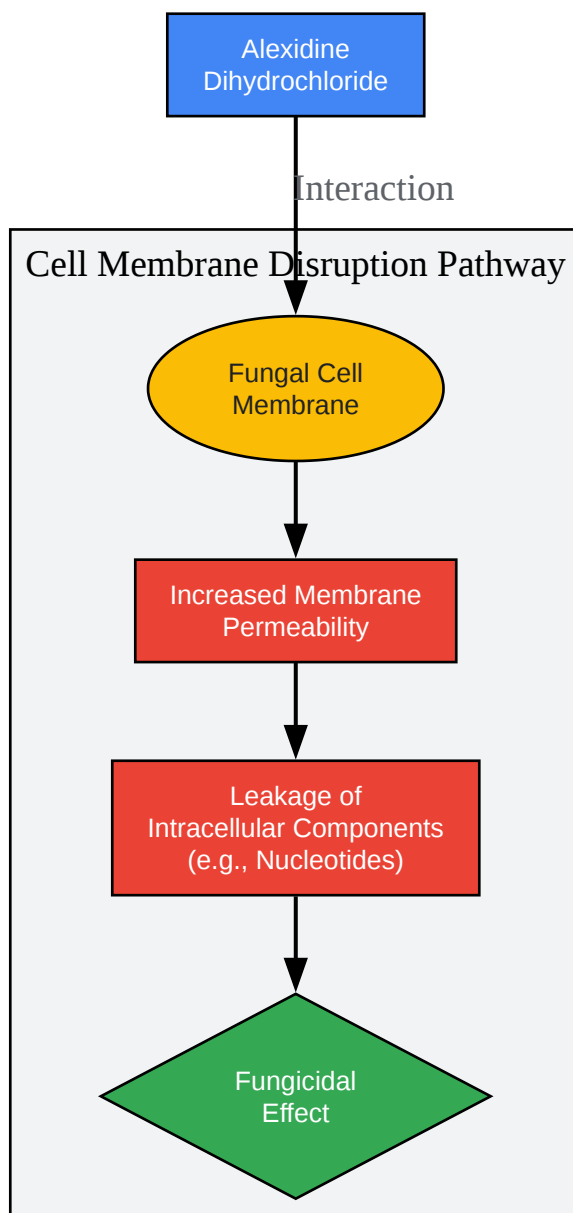 Alexidine
Dihydrochloride
Interaction
Cell Membrane Disruption Pathway
Fungal Cell
Membrane
Increased Membrane
Permeability
Leakage of
Intracellular Components
(e.g., Nucleotides)
Fungicidal
Effect